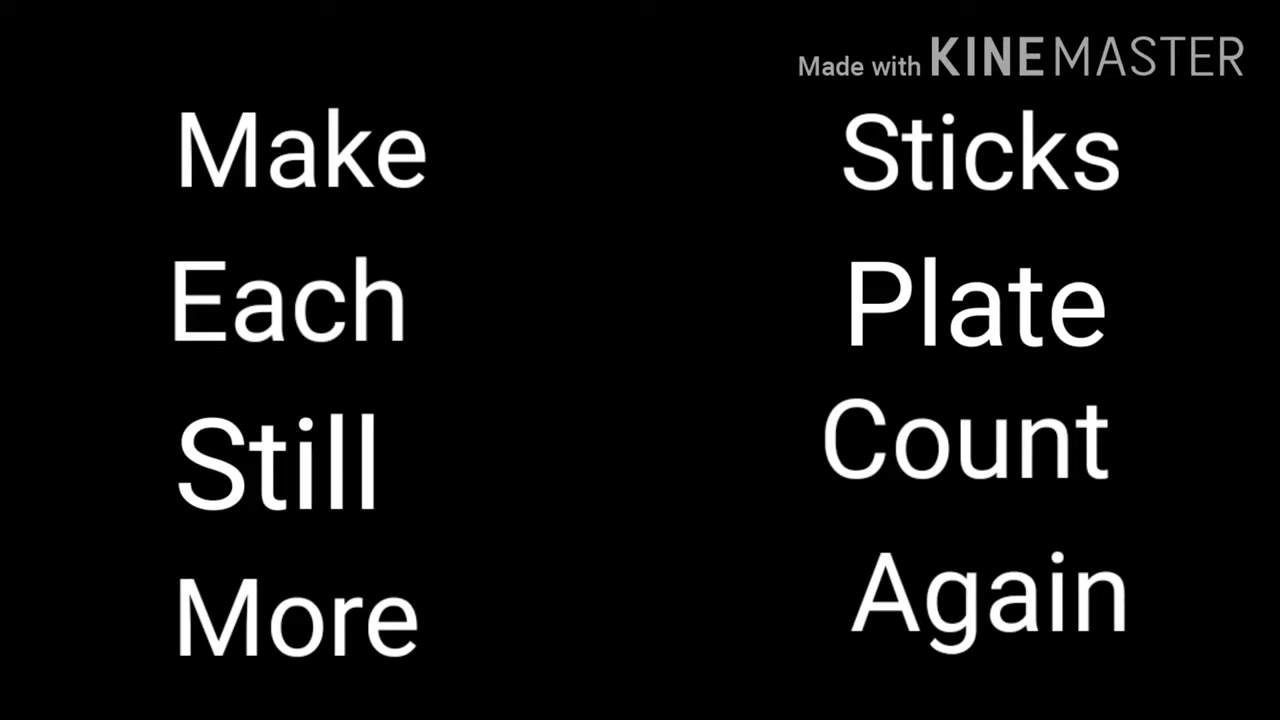 Made with KINEMASTER
Make
Each
Still
More
Sticks
Plate
Count
Again